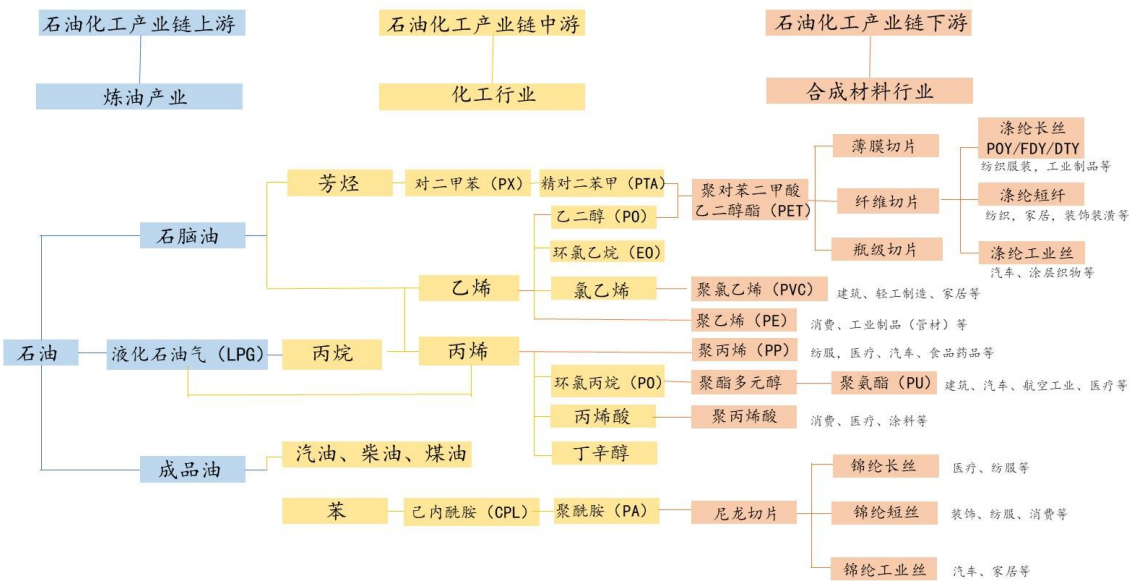 石油化工产业链上游
石油化工产业链中游
石油化工产业链下游
炼油产业
化工行业
合成材料行业
涤纶长丝
POY/FDY/DTY
纺织服装，工业制品等
薄膜切片
芳烃
对二甲苯（PX）
精对二苯甲（PTA）
聚对苯二甲酸
乙二醇酯（PET）
纤维切片
涤纶短纤
纺织，家居，装饰装潢等
乙二醇（PO）
石脑油
环氯乙烷（EO）
瓶级切片
涤纶工业丝
汽车、涂层织物等
乙烯
氯乙烯
聚氯乙烯（PVC）
建筑、轻工制造、家居等
聚乙烯（PE）
消费、工业制品（管材）等
石油
液化石油气（LPG）
丙烷
丙烯
聚丙烯（PP）
纺服，医疗、汽车、食品药品等
环氯丙烷（PO）
聚酯多元醇
聚氨酯（PU）
建筑、汽车、航空工业、医疗等
丙烯酸
聚丙烯酸
消费、医疗、涂料等
成品油
汽油、柴油、煤油
丁辛醇
锦纶长丝
医疗、纺服等
苯
己内酰胺（CPL）
聚酰胺（PA）
尼龙切片
锦纶短丝
装饰、纺服、消费等
锦纶工业丝
汽车、家居等